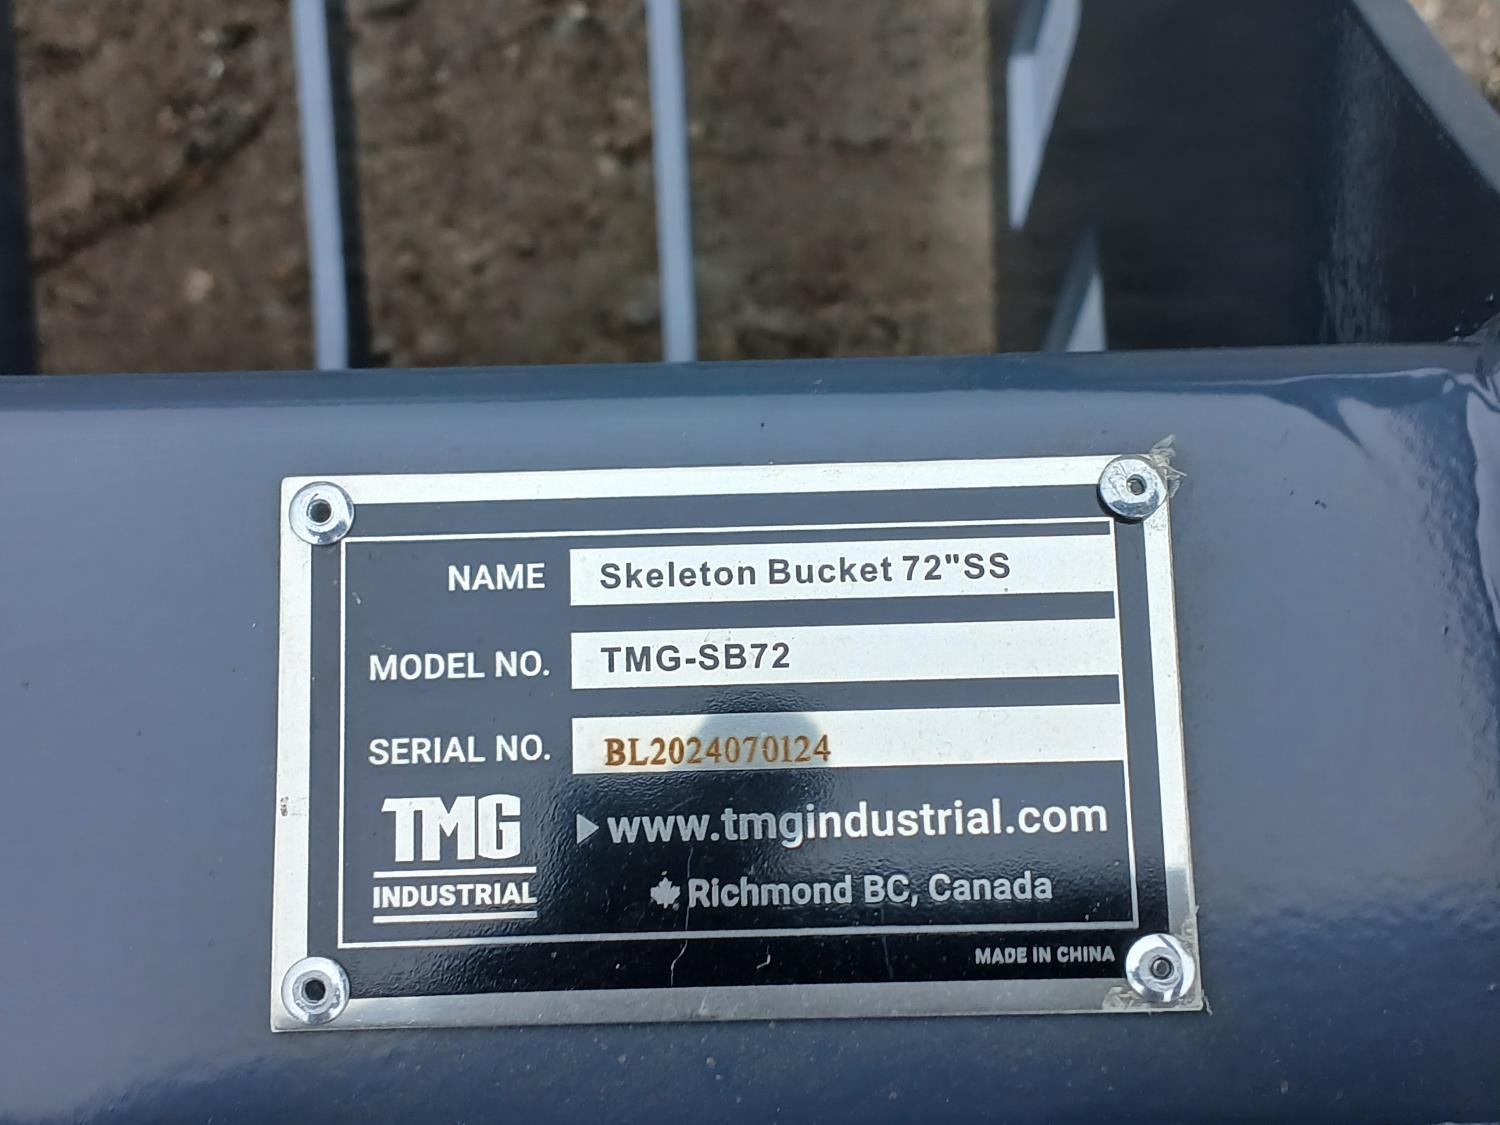 NAME Skeleton Bucket 72"SS
MODEL NO. TMG-SB72
SERIAL NO. BL2024070124
TMG INDUSTRIAL
www.tmgindustrial.com
Richmond BC, Canada
MADE IN CHINA